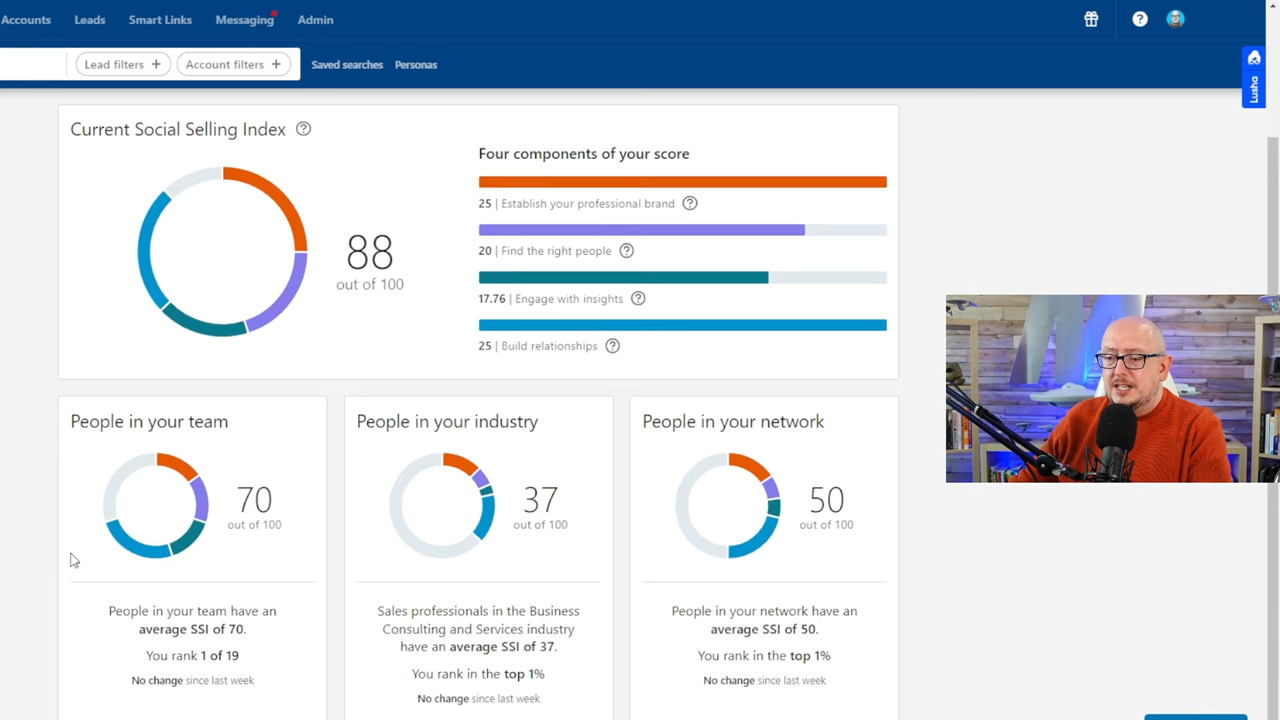 Accounts
Leads
Smart Links
Messaging
Admin
?
Lead filters +
Account filters +
Saved searches
Personas
Lusha
Current Social Selling Index ?
88
out of 100
Four components of your score
25 | Establish your professional brand ?
20 | Find the right people ?
17.76 | Engage with insights ?
25 | Build relationships ?
People in your team
70
out of 100
People in your team have an
average SSI of 70.
You rank 1 of 19
No change since last week
People in your industry
37
out of 100
Sales professionals in the Business
Consulting and Services industry
have an average SSI of 37.
You rank in the top 1%
No change since last week
People in your network
50
out of 100
People in your network have an
average SSI of 50.
You rank in the top 1%
No change since last week